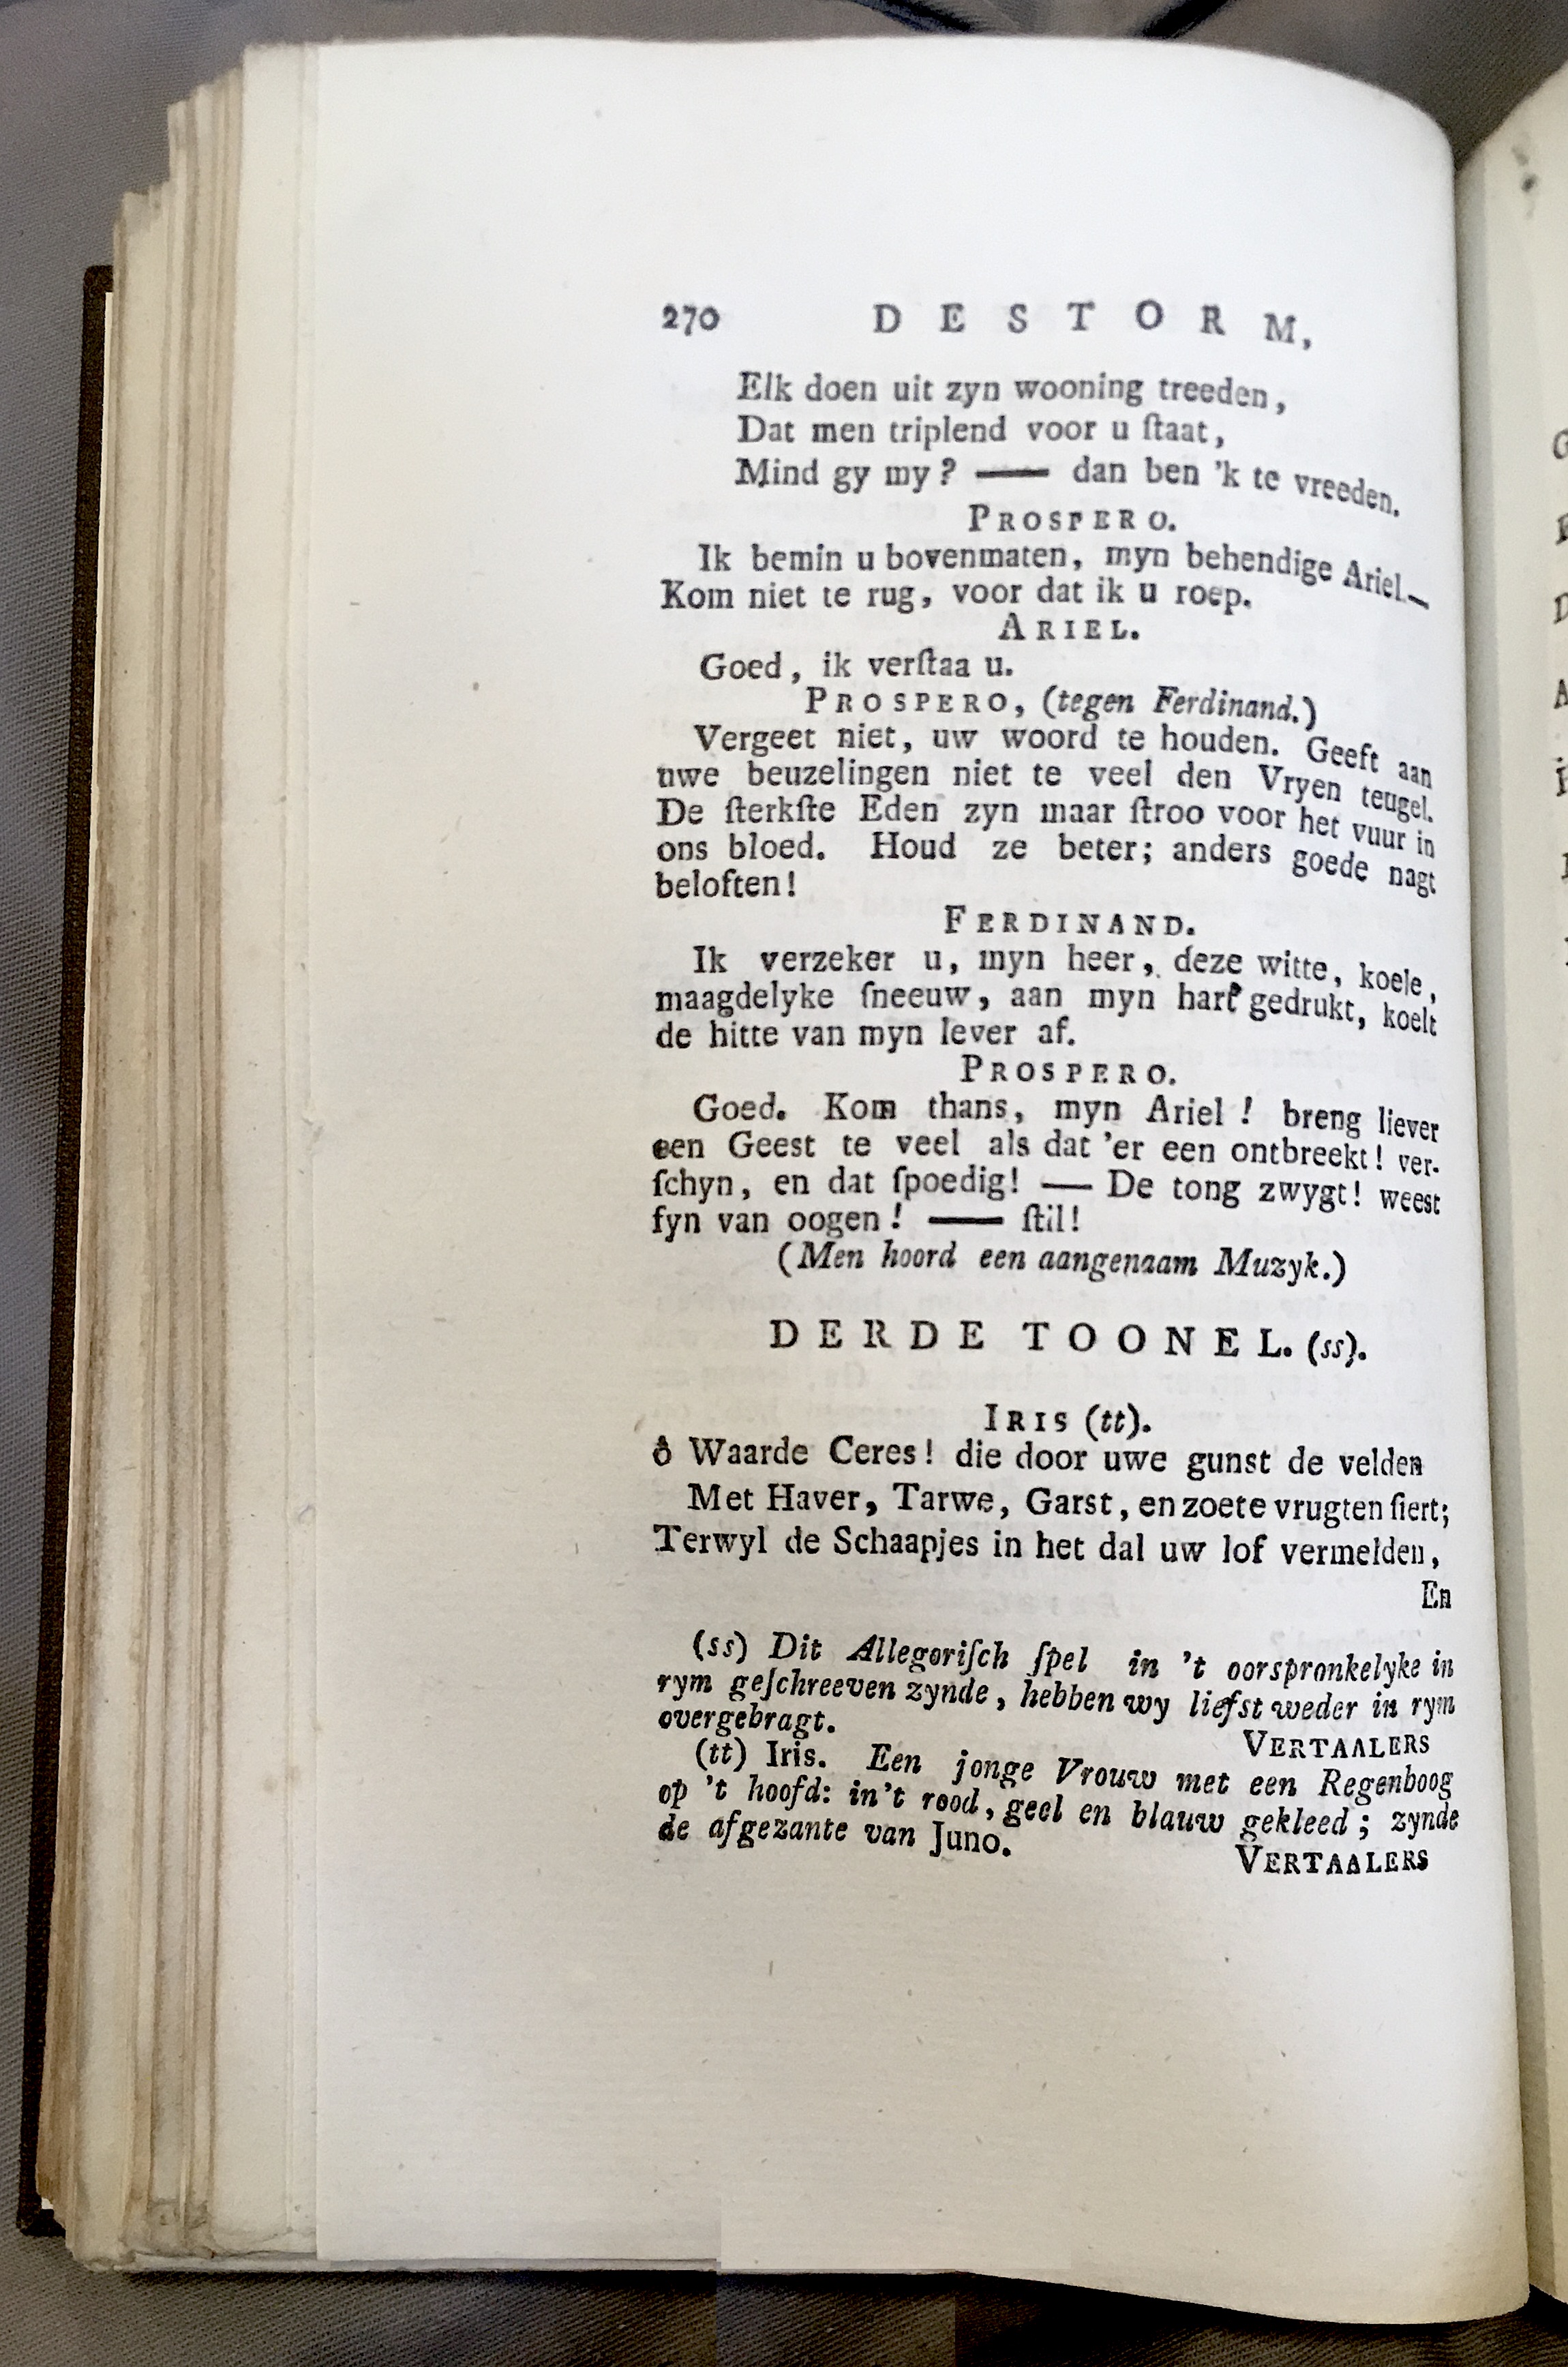 270 DE STORM,
Elk doen uit zyn wooning treeden,
Dat men triplend voor u ſtaat,
Mind gy my? —— dan ben 'k te vreeden.
PROSPERO.
Ik bemin u bovenmaten, myn behendige Ariel.—
Kom niet te rug, voor dat ik u roep.
ARIEL.
Goed, ik verſtaa u.
PROSPERO, (tegen Ferdinand.)
Vergeet niet, uw woord te houden. Geeft aan
uwe beuzelingen niet te veel den Vryen teugel.
De ſterkſte Eden zyn maar ſtroo voor het vuur in
ons bloed. Houd ze beter; anders goede nagt
beloften!
FERDINAND.
Ik verzeker u, myn heer, deze witte, koele,
maagdelyke ſneeuw, aan myn hart gedrukt, koelt
de hitte van myn lever af.
PROSPERO.
Goed. Kom thans, myn Ariel! breng liever
een Geest te veel als dat 'er een ontbreekt! ver-
ſchyn, en dat ſpoedig! — De tong zwygt! weest
fyn van oogen! —— ſtil!
(Men hoord een aangenaam Muzyk.)
DERDE TOONEL. (ss).
IRIS (tt).
ô Waarde Ceres! die door uwe gunst de velden
Met Haver, Tarwe, Garst, en zoete vrugten ſiert;
Terwyl de Schaapjes in het dal uw lof vermelden,
En
(ss) Dit Allegoriſch ſpel in 't oorspronkelyke in
rym geſchreeven zynde, hebben wy liefst weder in rym
overgebragt.
VERTAALERS
(tt) Iris. Een jonge Vrouw met een Regenboog
op 't hoofd: in't rood, geel en blauw gekleed; zynde
de afgezante van Juno.
VERTAALERS